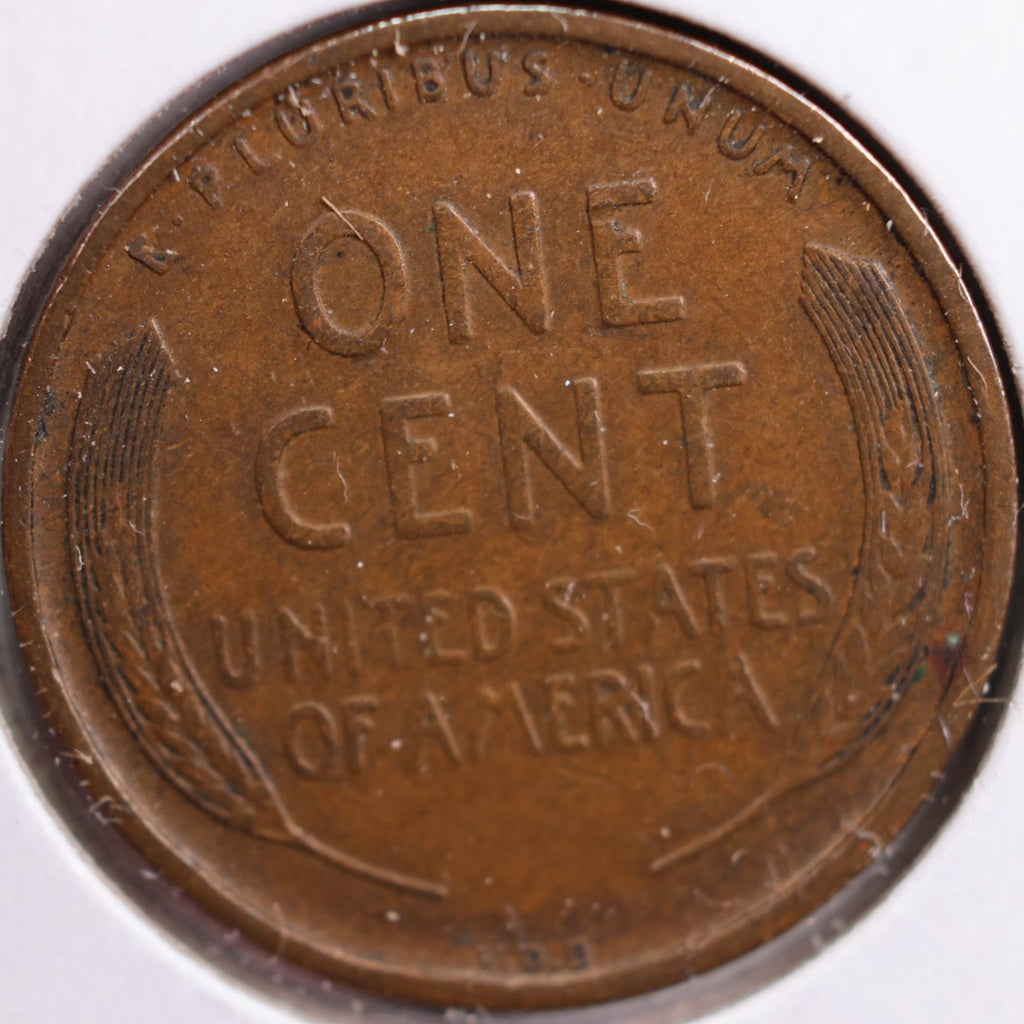 E · PLURIBUS · UNUM
ONE
CENT
UNITED STATES
OF AMERICA